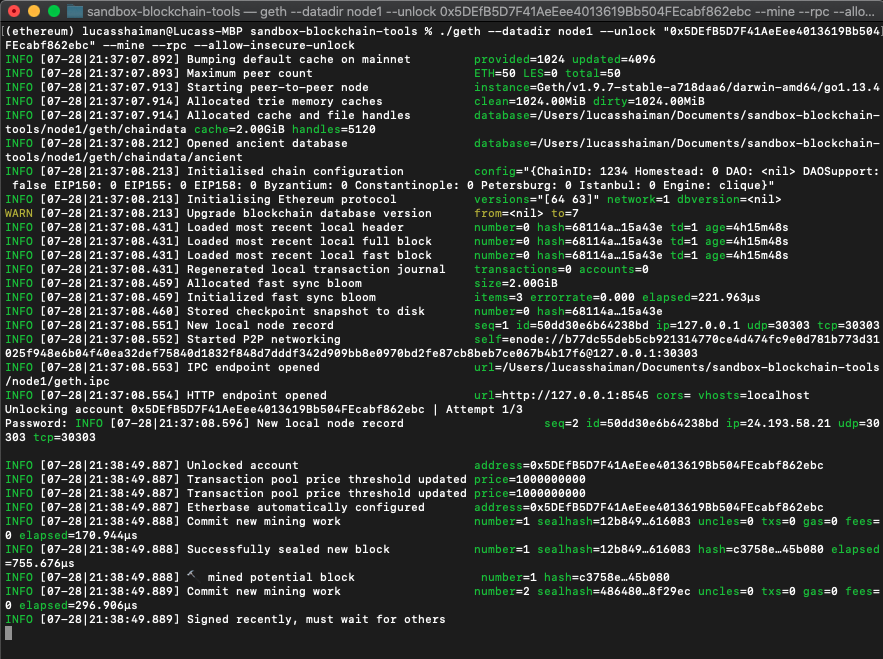 sandbox-blockchain-tools — geth --datadir node1 --unlock 0x5DEfB5D7F41AeEee4013619Bb504FEcabf862ebc --mine --rpc --allo...
[(ethereum) lucasshaiman@Lucass-MBP sandbox-blockchain-tools % ./geth --datadir node1 --unlock "0x5DEfB5D7F41AeEee4013619Bb504]
FEcabf862ebc" --mine --rpc --allow-insecure-unlock
INFO [07-28|21:37:07.892] Bumping default cache on mainnet provided=1024 updated=4096
INFO [07-28|21:37:07.893] Maximum peer count ETH=50 LES=0 total=50
INFO [07-28|21:37:07.913] Starting peer-to-peer node instance=Geth/v1.9.7-stable-a718daa6/darwin-amd64/go1.13.4
INFO [07-28|21:37:07.914] Allocated trie memory caches clean=1024.00MiB dirty=1024.00MiB
INFO [07-28|21:37:07.914] Allocated cache and file handles database=/Users/lucasshaiman/Documents/sandbox-blockchain-
tools/node1/geth/chaindata cache=2.00GiB handles=5120
INFO [07-28|21:37:08.212] Opened ancient database database=/Users/lucasshaiman/Documents/sandbox-blockchain-
tools/node1/geth/chaindata/ancient
INFO [07-28|21:37:08.213] Initialised chain configuration config="{ChainID: 1234 Homestead: 0 DAO: <nil> DAOSupport:
false EIP150: 0 EIP155: 0 EIP158: 0 Byzantium: 0 Constantinople: 0 Petersburg: 0 Istanbul: 0 Engine: clique}"
INFO [07-28|21:37:08.213] Initialising Ethereum protocol versions="[64 63]" network=1 dbversion=<nil>
WARN [07-28|21:37:08.213] Upgrade blockchain database version from=<nil> to=7
INFO [07-28|21:37:08.431] Loaded most recent local header number=0 hash=68114a…15a43e td=1 age=4h15m48s
INFO [07-28|21:37:08.431] Loaded most recent local full block number=0 hash=68114a…15a43e td=1 age=4h15m48s
INFO [07-28|21:37:08.431] Loaded most recent local fast block number=0 hash=68114a…15a43e td=1 age=4h15m48s
INFO [07-28|21:37:08.431] Regenerated local transaction journal transactions=0 accounts=0
INFO [07-28|21:37:08.459] Allocated fast sync bloom size=2.00GiB
INFO [07-28|21:37:08.459] Initialized fast sync bloom items=3 errorrate=0.000 elapsed=221.963µs
INFO [07-28|21:37:08.460] Stored checkpoint snapshot to disk number=0 hash=68114a…15a43e
INFO [07-28|21:37:08.551] New local node record seq=1 id=50dd30e6b64238bd ip=127.0.0.1 udp=30303 tcp=30303
INFO [07-28|21:37:08.552] Started P2P networking self=enode://b77dc55deb5cb921314770ce4d474fc9e0d781b773d31
025f948e6b04f40ea32def75840d1832f848d7dddf342d909bb8e0970bd2fe87cb8beb7ce067b4b17f6@127.0.0.1:30303
INFO [07-28|21:37:08.553] IPC endpoint opened url=/Users/lucasshaiman/Documents/sandbox-blockchain-tools
/node1/geth.ipc
INFO [07-28|21:37:08.554] HTTP endpoint opened url=http://127.0.0.1:8545 cors= vhosts=localhost
Unlocking account 0x5DEfB5D7F41AeEee4013619Bb504FEcabf862ebc | Attempt 1/3
Password: INFO [07-28|21:37:08.596] New local node record seq=2 id=50dd30e6b64238bd ip=24.193.58.21 udp=30
303 tcp=30303
INFO [07-28|21:38:49.887] Unlocked account address=0x5DEfB5D7F41AeEee4013619Bb504FEcabf862ebc
INFO [07-28|21:38:49.887] Transaction pool price threshold updated price=1000000000
INFO [07-28|21:38:49.887] Transaction pool price threshold updated price=1000000000
INFO [07-28|21:38:49.887] Etherbase automatically configured address=0x5DEfB5D7F41AeEee4013619Bb504FEcabf862ebc
INFO [07-28|21:38:49.888] Commit new mining work number=1 sealhash=12b849…616083 uncles=0 txs=0 gas=0 fees=
0 elapsed=170.944µs
INFO [07-28|21:38:49.888] Successfully sealed new block number=1 sealhash=12b849…616083 hash=c3758e…45b080 elapsed
=755.676µs
INFO [07-28|21:38:49.888] 🔨 mined potential block number=1 hash=c3758e…45b080
INFO [07-28|21:38:49.889] Commit new mining work number=2 sealhash=486480…8f29ec uncles=0 txs=0 gas=0 fees=
0 elapsed=296.906µs
INFO [07-28|21:38:49.889] Signed recently, must wait for others